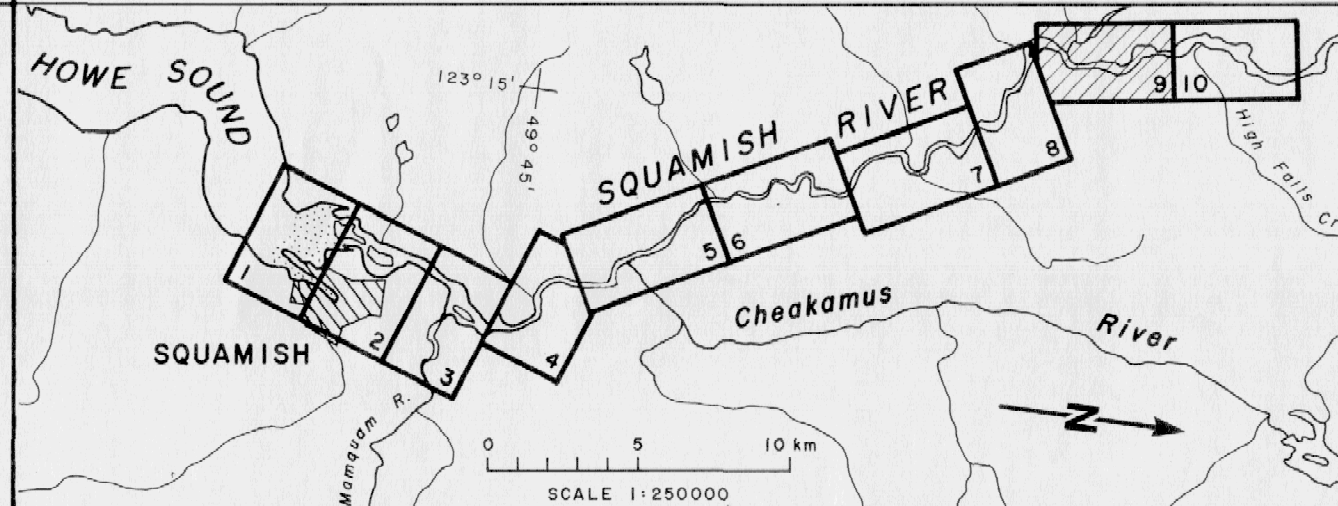 HOWE SOUND
123° 15'
49° 45'
SQUAMISH RIVER
9
10
High Falls Cr
8
7
6
5
1
2
3
4
SQUAMISH
Cheakamus River
Mamquam R.
N
0 5 10 km
SCALE 1:250000